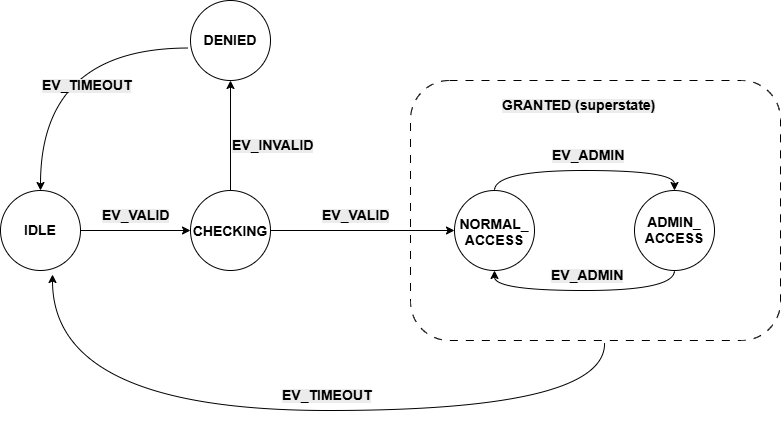 DENIED
EV_TIMEOUT
GRANTED (superstate)
EV_INVALID
EV_ADMIN
IDLE
EV_VALID
CHECKING
EV_VALID
NORMAL_
ACCESS
ADMIN_
ACCESS
EV_ADMIN
EV_TIMEOUT